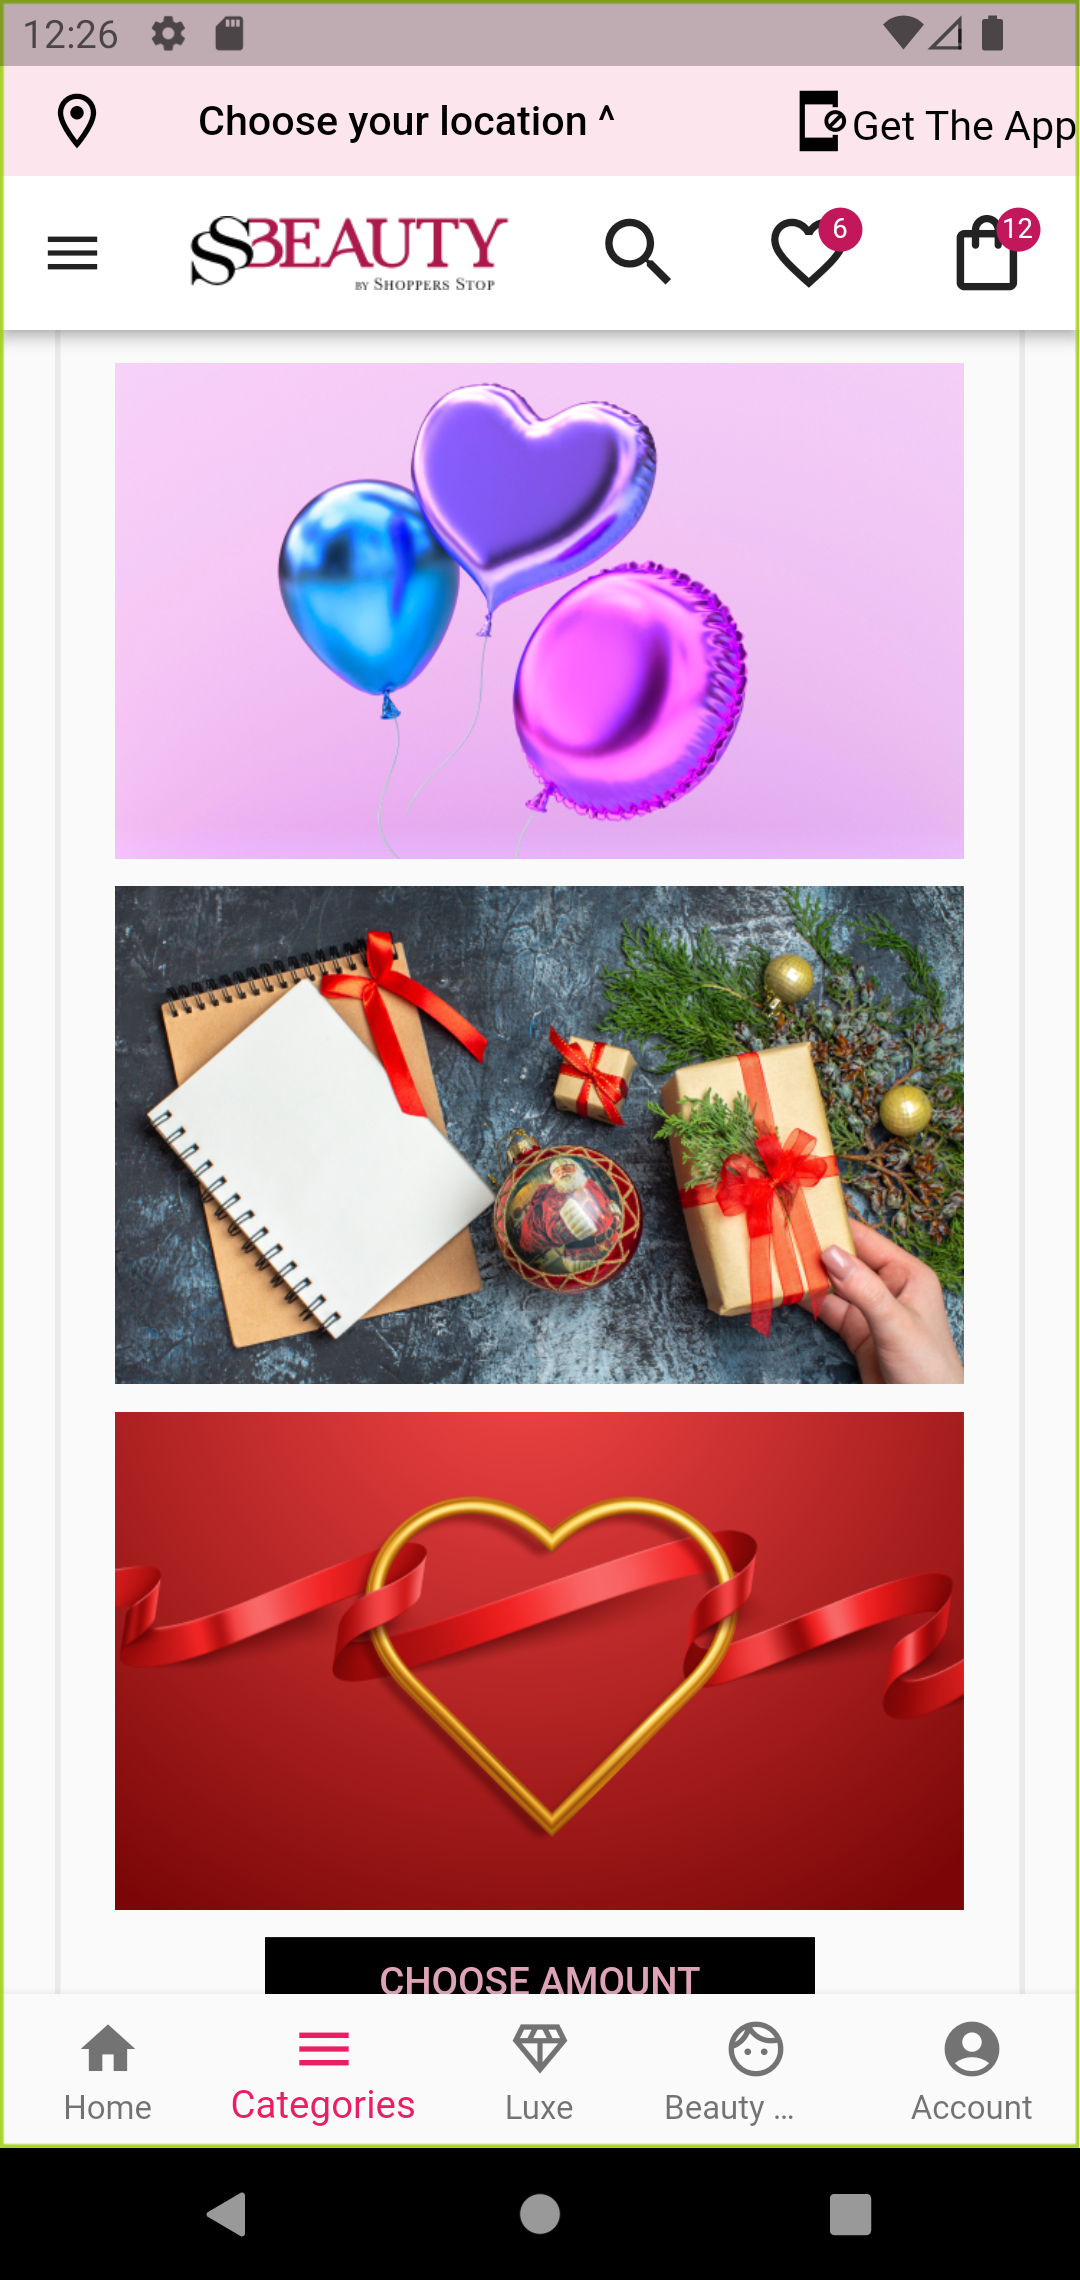 12:26
Choose your location ^
Get The App
SSBEAUTY
BY SHOPPERS STOP
6
12
CHOOSE AMOUNT
Home
Categories
Luxe
Beauty ...
Account